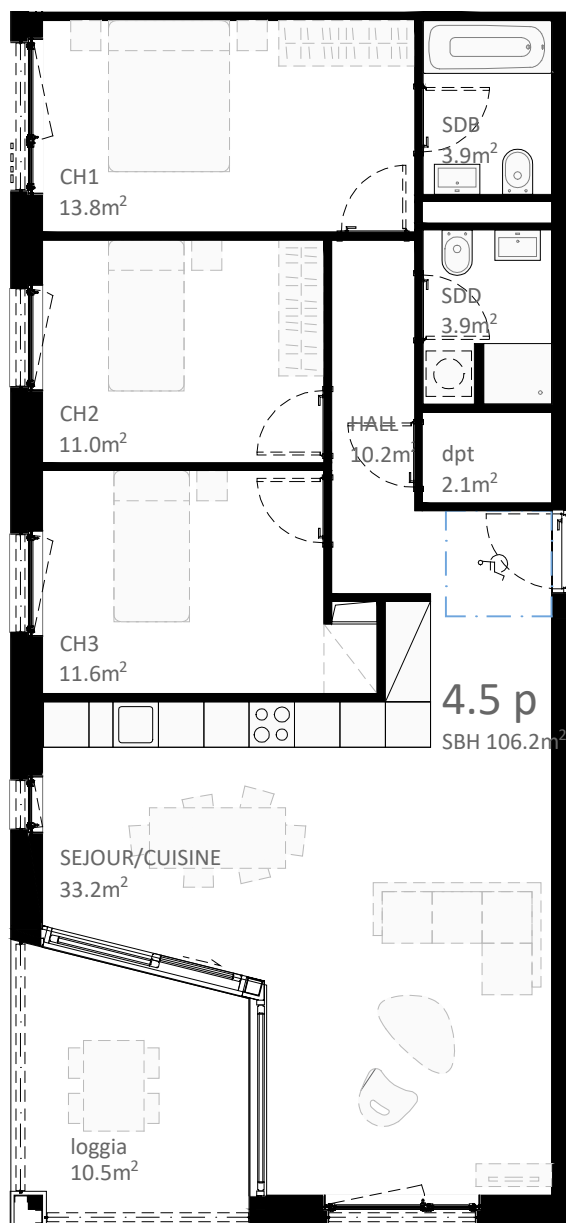 SDB
3.9m²
CH1
13.8m²
SDD
3.9m²
CH2
11.0m²
HALL
10.2m²
dpt
2.1m²
CH3
11.6m²
4.5 p
SBH 106.2m²
SEJOUR/CUISINE
33.2m²
loggia
10.5m²